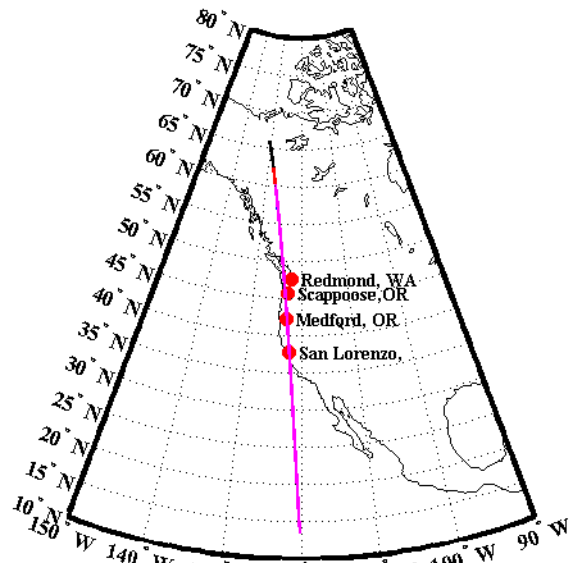 80° N
75° N
70° N
65° N
60° N
55° N
50° N
45° N
40° N
35° N
30° N
25° N
20° N
15° N
10° N
Redmond, WA
Scappoose,OR
Medford, OR
San Lorenzo,
150° W
140° W
100° W
90° W